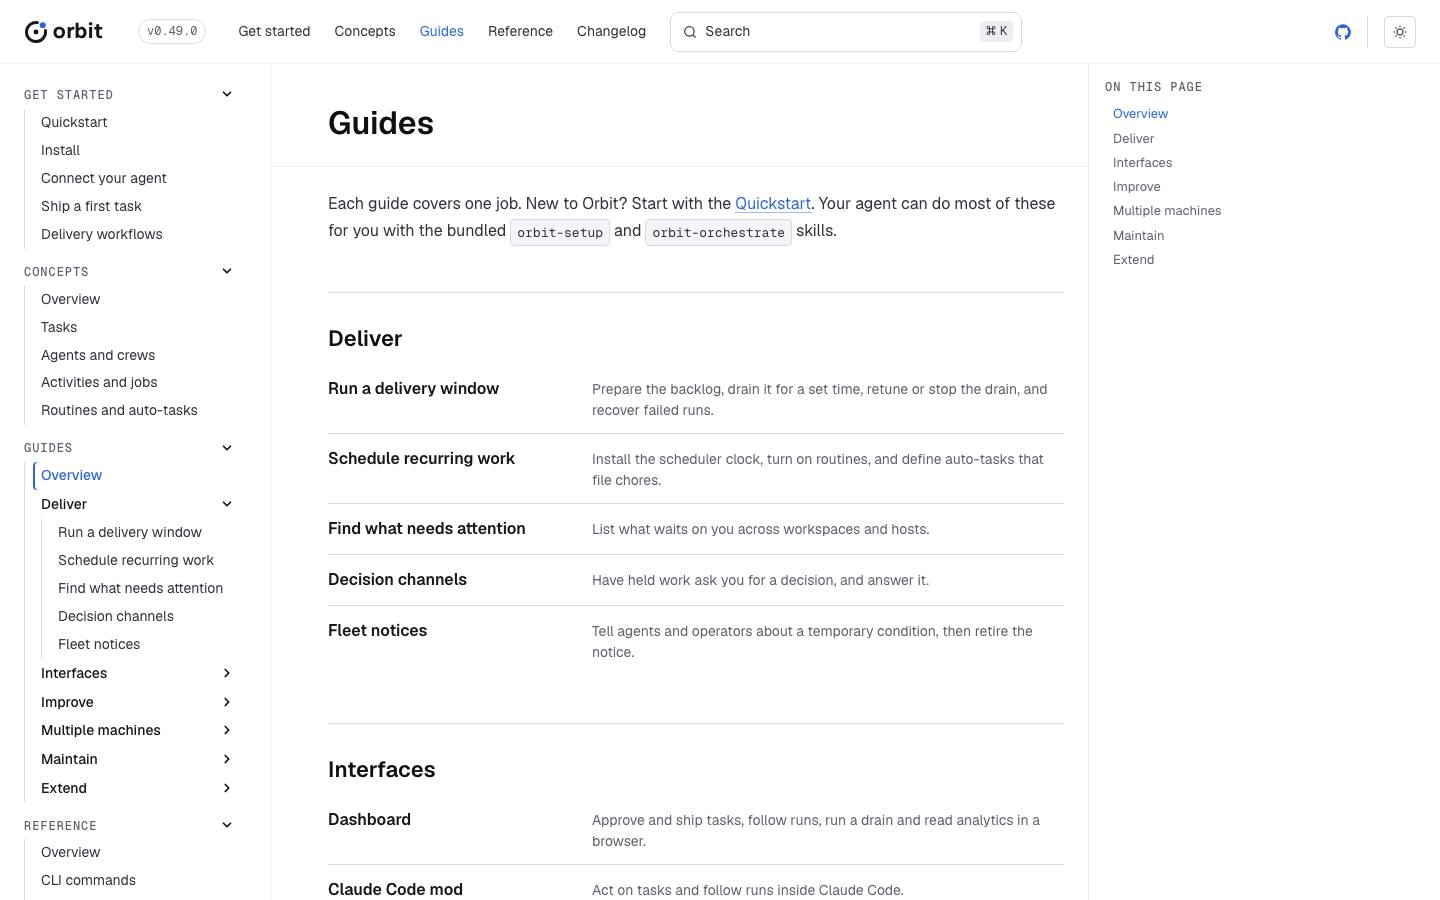 orbit
v0.49.0
Get started
Concepts
Guides
Reference
Changelog
Search
⌘ K
GET STARTED
Quickstart
Install
Connect your agent
Ship a first task
Delivery workflows
CONCEPTS
Overview
Tasks
Agents and crews
Activities and jobs
Routines and auto-tasks
GUIDES
Overview
Deliver
Run a delivery window
Schedule recurring work
Find what needs attention
Decision channels
Fleet notices
Interfaces
Improve
Multiple machines
Maintain
Extend
REFERENCE
Overview
CLI commands
Guides
Each guide covers one job. New to Orbit? Start with the Quickstart. Your agent can do most of these
for you with the bundled orbit-setup and orbit-orchestrate skills.
Deliver
Run a delivery window
Prepare the backlog, drain it for a set time, retune or stop the drain, and
recover failed runs.
Schedule recurring work
Install the scheduler clock, turn on routines, and define auto-tasks that
file chores.
Find what needs attention
List what waits on you across workspaces and hosts.
Decision channels
Have held work ask you for a decision, and answer it.
Fleet notices
Tell agents and operators about a temporary condition, then retire the
notice.
Interfaces
Dashboard
Approve and ship tasks, follow runs, run a drain and read analytics in a
browser.
Claude Code mod
Act on tasks and follow runs inside Claude Code.
ON THIS PAGE
Overview
Deliver
Interfaces
Improve
Multiple machines
Maintain
Extend